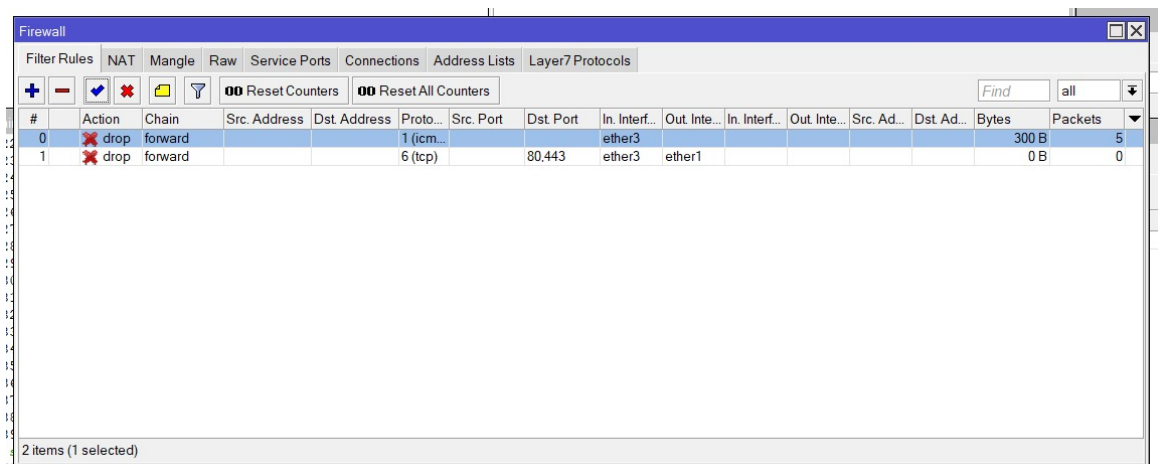 Firewall
Filter Rules NAT Mangle Raw Service Ports Connections Address Lists Layer7 Protocols
00 Reset Counters 00 Reset All Counters Find all
# Action Chain Src. Address Dst. Address Proto... Src. Port Dst. Port In. Interf... Out. Inte... In. Interf... Out. Inte... Src. Ad... Dst. Ad... Bytes Packets
0 drop forward 1 (icm... ether3 300 B 5
1 drop forward 6 (tcp) 80,443 ether3 ether1 0 B 0
2 items (1 selected)